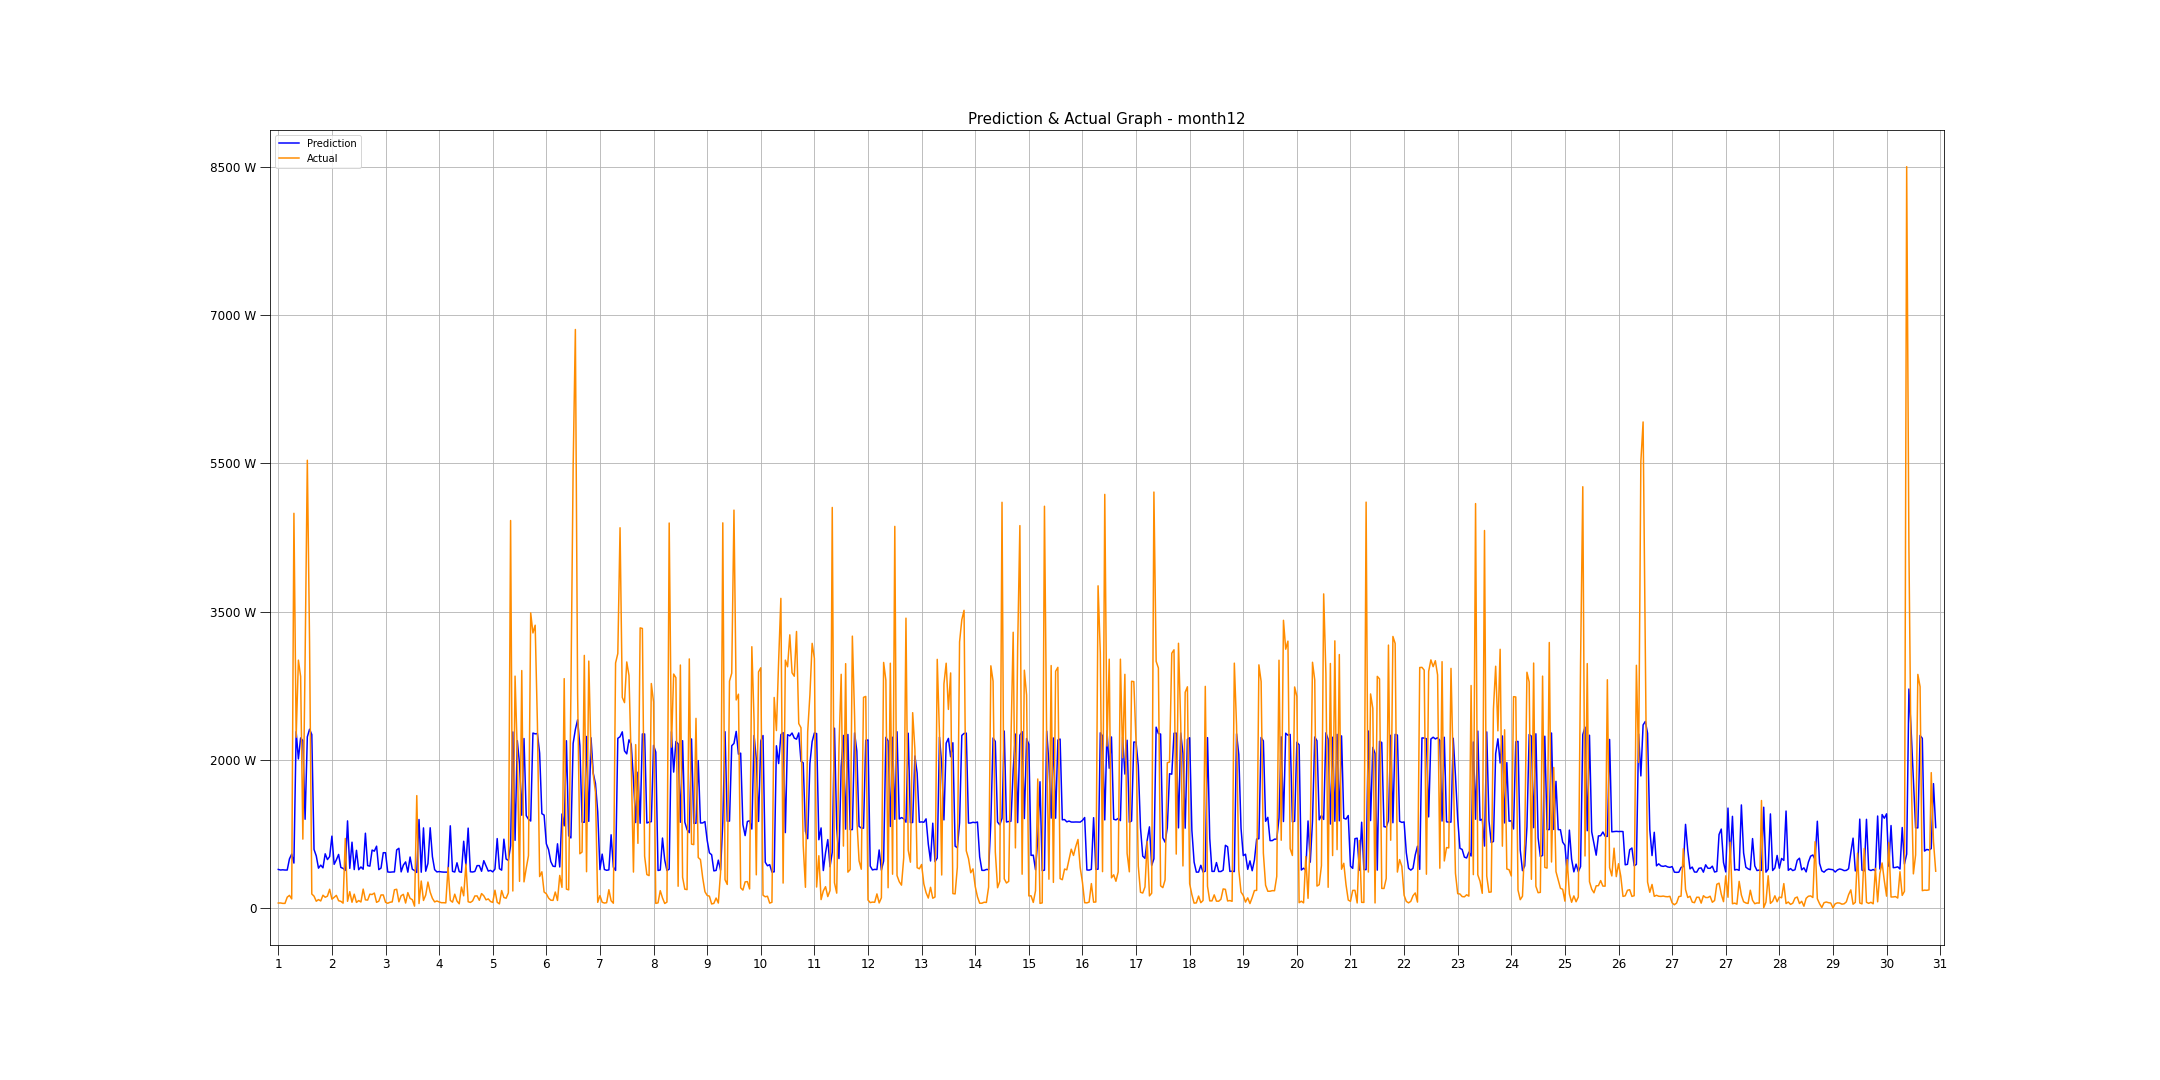 Prediction & Actual Graph - month12
Prediction
Actual
8500 W
7000 W
5500 W
3500 W
2000 W
0
1 2 3 4 5 6 7 8 9 10 11 12 13 14 15 16 17 18 19 20 21 22 23 24 25 26 27 27 28 29 30 31